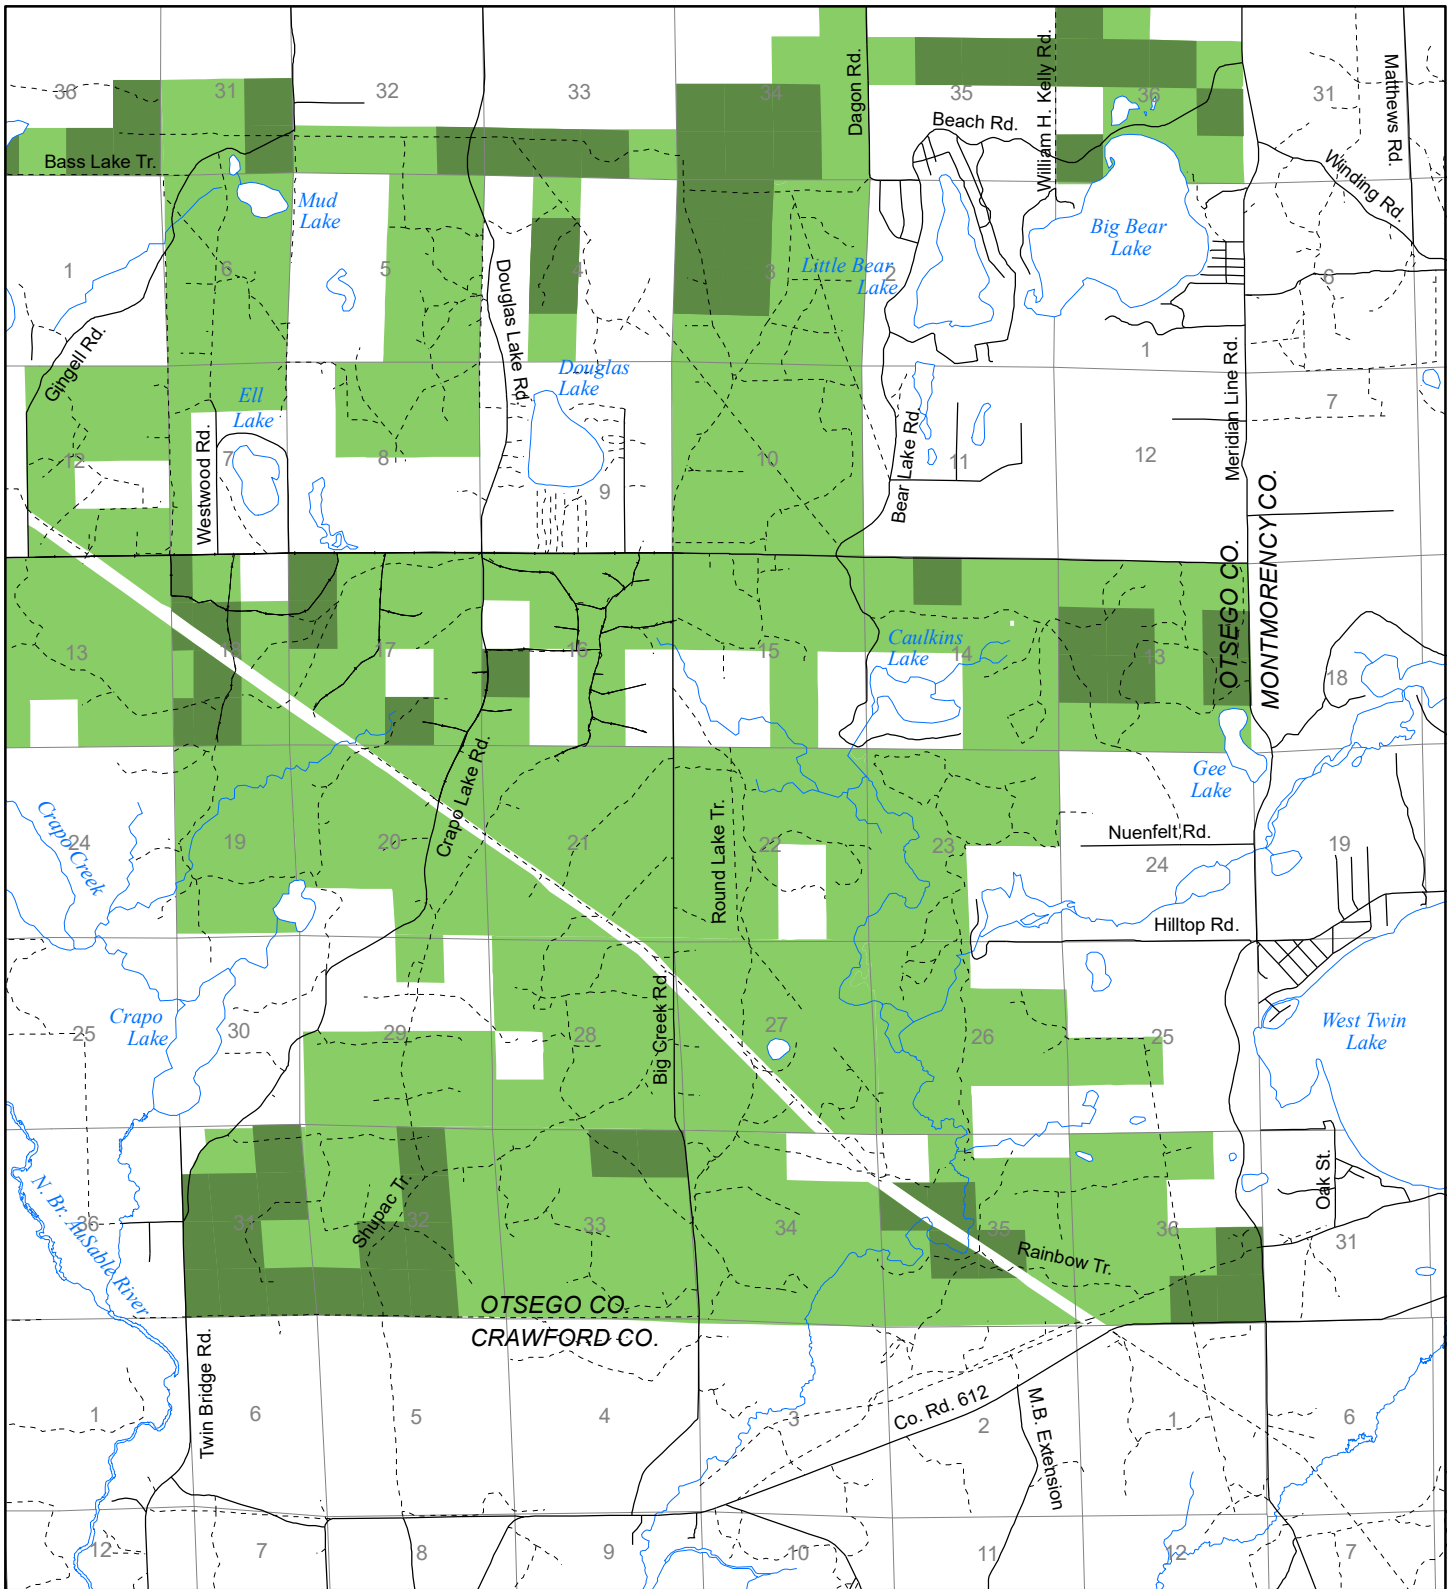 36
31
32
33
34
35
36
31
Bass Lake Tr.
Dagon Rd.
William H. Kelly Rd.
Beach Rd.
Matthews Rd.
Winding Rd.
Mud
Lake
Big Bear
Lake
Little Bear
Lake
1
6
5
4
3
2
1
6
Gingell Rd.
Douglas Lake Rd.
Douglas
Lake
Ell
Lake
Meridian Line Rd.
Westwood Rd.
Bear Lake Rd.
12
7
8
9
10
11
12
7
OTSEGO CO.
MONTMORENCY CO.
Caulkins
Lake
13
18
17
16
15
14
13
18
Gee
Lake
Crapo Lake Rd.
Crapo Creek
Round Lake Tr.
Nuenfelt Rd.
24
19
20
21
22
23
24
19
Hilltop Rd.
Big Creek Rd.
Crapo
Lake
West Twin
Lake
25
30
29
28
27
26
25
N. Br. AuSable River
Shupac Tr.
Oak St.
36
31
32
33
34
35
36
31
Rainbow Tr.
OTSEGO CO.
CRAWFORD CO.
Twin Bridge Rd.
Co. Rd. 612
M.B. Extension
1
6
5
4
3
2
1
6
12
7
8
9
10
11
12
7